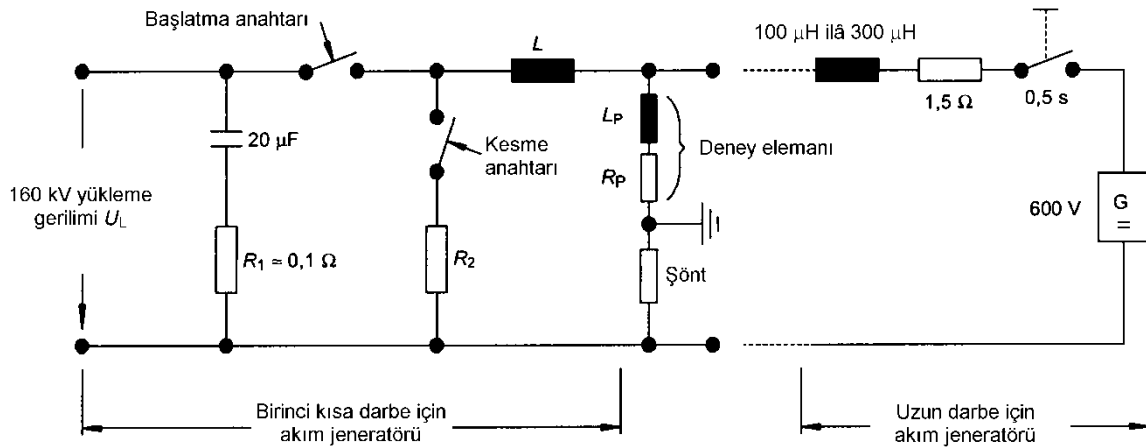 Başlatma anahtarı
L
100 µH ilâ 300 µH
1,5 Ω
0,5 s
20 µF
Kesme
anahtarı
LP
RP
Deney elemanı
160 kV yükleme
gerilimi UL
R1 = 0,1 Ω
R2
Şönt
600 V
G
=
Birinci kısa darbe için
akım jeneratörü
Uzun darbe için
akım jeneratörü